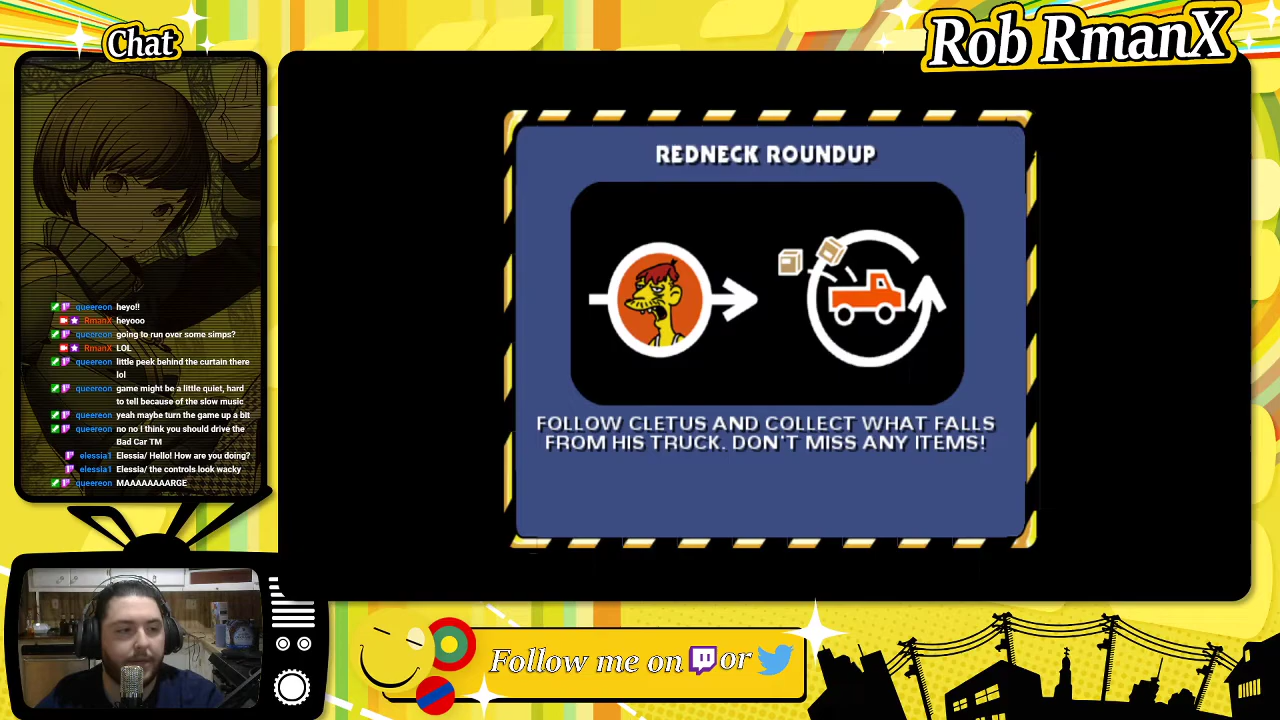 Chat
Rob RmanX
queereon heyo!!
RmanX heyooo
queereon going to run over some simps?
RmanX LOL
queereon little peek behind the curtain there
lol
queereon game might be a little quiet, hard
to tell because of the slow music
queereon yeah maybe turn the game up a bit
queereon no no I think you should drive the
Bad Car TM
elessia1 Elessia/ Hello! How are you doing?
elessia1 Elessia/ the controls look wacky
queereon MAAAAAAAARGE
REDNECK ROUNDUP
FOLLOW CLETUS AND COLLECT WHAT FALLS
FROM HIS TRUCK. DON'T MISS ANY ITEMS!
Follow me on or